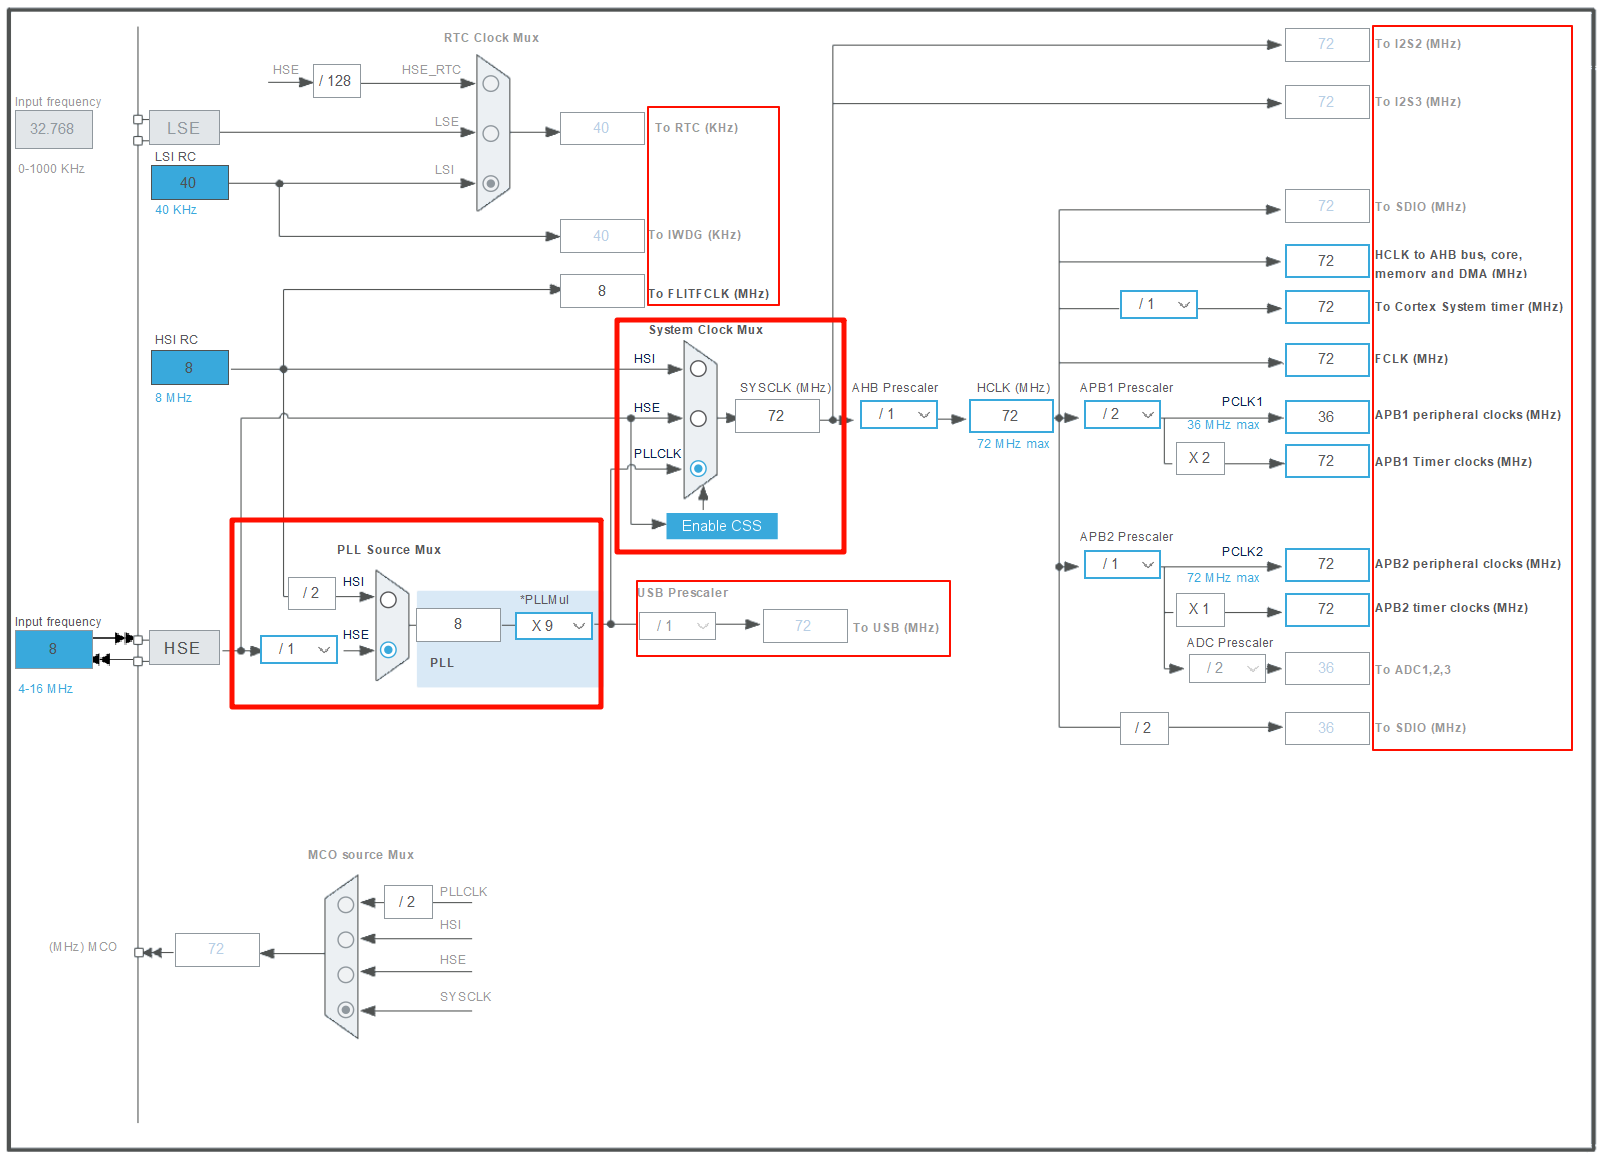 RTC Clock Mux
HSE
/ 128
HSE_RTC
72
To I2S2 (MHz)
Input frequency
32.768
0-1000 KHz
LSE
LSE
40
To RTC (KHz)
72
To I2S3 (MHz)
LSI RC
40
40 KHz
LSI
40
To IWDG (KHz)
72
To SDIO (MHz)
8
To FLITFCLK (MHz)
72
HCLK to AHB bus, core,
memory and DMA (MHz)
/ 1
72
To Cortex System timer (MHz)
HSI RC
8
8 MHz
System Clock Mux
HSI
HSE
PLLCLK
Enable CSS
SYSCLK (MHz)
72
AHB Prescaler
/ 1
HCLK (MHz)
72
72 MHz max
72
FCLK (MHz)
APB1 Prescaler
/ 2
PCLK1
36 MHz max
36
APB1 peripheral clocks (MHz)
X 2
72
APB1 Timer clocks (MHz)
PLL Source Mux
/ 2
HSI
HSE
/ 1
8
*PLLMul
X 9
PLL
Input frequency
8
4-16 MHz
HSE
USB Prescaler
/ 1
72
To USB (MHz)
APB2 Prescaler
/ 1
PCLK2
72 MHz max
72
APB2 peripheral clocks (MHz)
X 1
72
APB2 timer clocks (MHz)
ADC Prescaler
/ 2
36
To ADC1,2,3
/ 2
36
To SDIO (MHz)
MCO source Mux
/ 2
PLLCLK
HSI
HSE
SYSCLK
(MHz) MCO
72